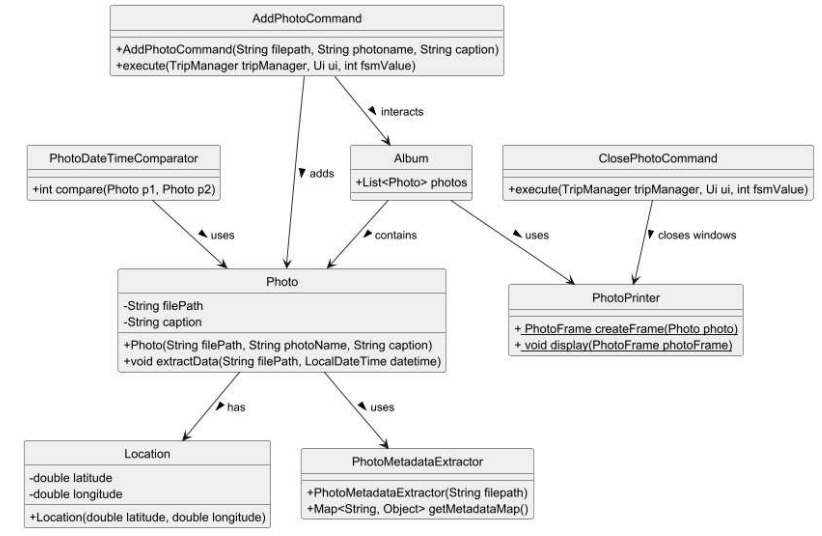 AddPhotoCommand
+AddPhotoCommand(String filepath, String photoname, String caption)
+execute(TripManager tripManager, Ui ui, int fsmValue)
interacts
PhotoDateTimeComparator
+int compare(Photo p1, Photo p2)
adds
Album
+List<Photo> photos
ClosePhotoCommand
+execute(TripManager tripManager, Ui ui, int fsmValue)
uses
contains
uses
closes windows
Photo
-String filePath
-String caption
+Photo(String filePath, String photoName, String caption)
+void extractData(String filePath, LocalDateTime datetime)
PhotoPrinter
+ PhotoFrame createFrame(Photo photo)
+ void display(PhotoFrame photoFrame)
has
uses
Location
-double latitude
-double longitude
+Location(double latitude, double longitude)
PhotoMetadataExtractor
+PhotoMetadataExtractor(String filepath)
+Map<String, Object> getMetadataMap()